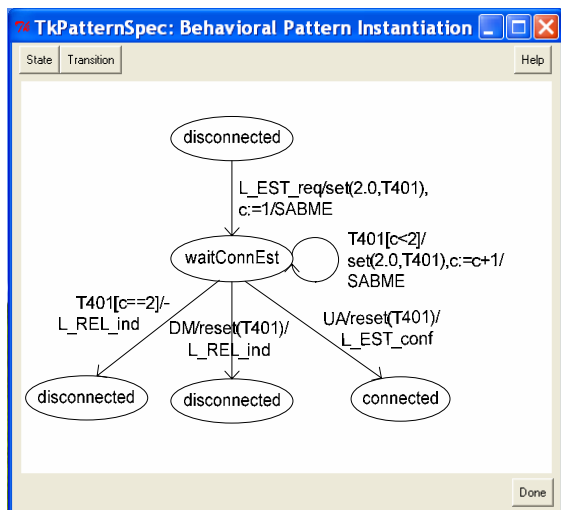 TkPatternSpec: Behavioral Pattern Instantiation
State Transition Help
disconnected
L_EST_req/set(2.0,T401),
c:=1/SABME
waitConnEst
T401[c<2]/
set(2.0,T401),c:=c+1/
SABME
T401[c==2]/-
L_REL_ind
DM/reset(T401)/
L_REL_ind
UA/reset(T401)/
L_EST_conf
disconnected disconnected connected
Done